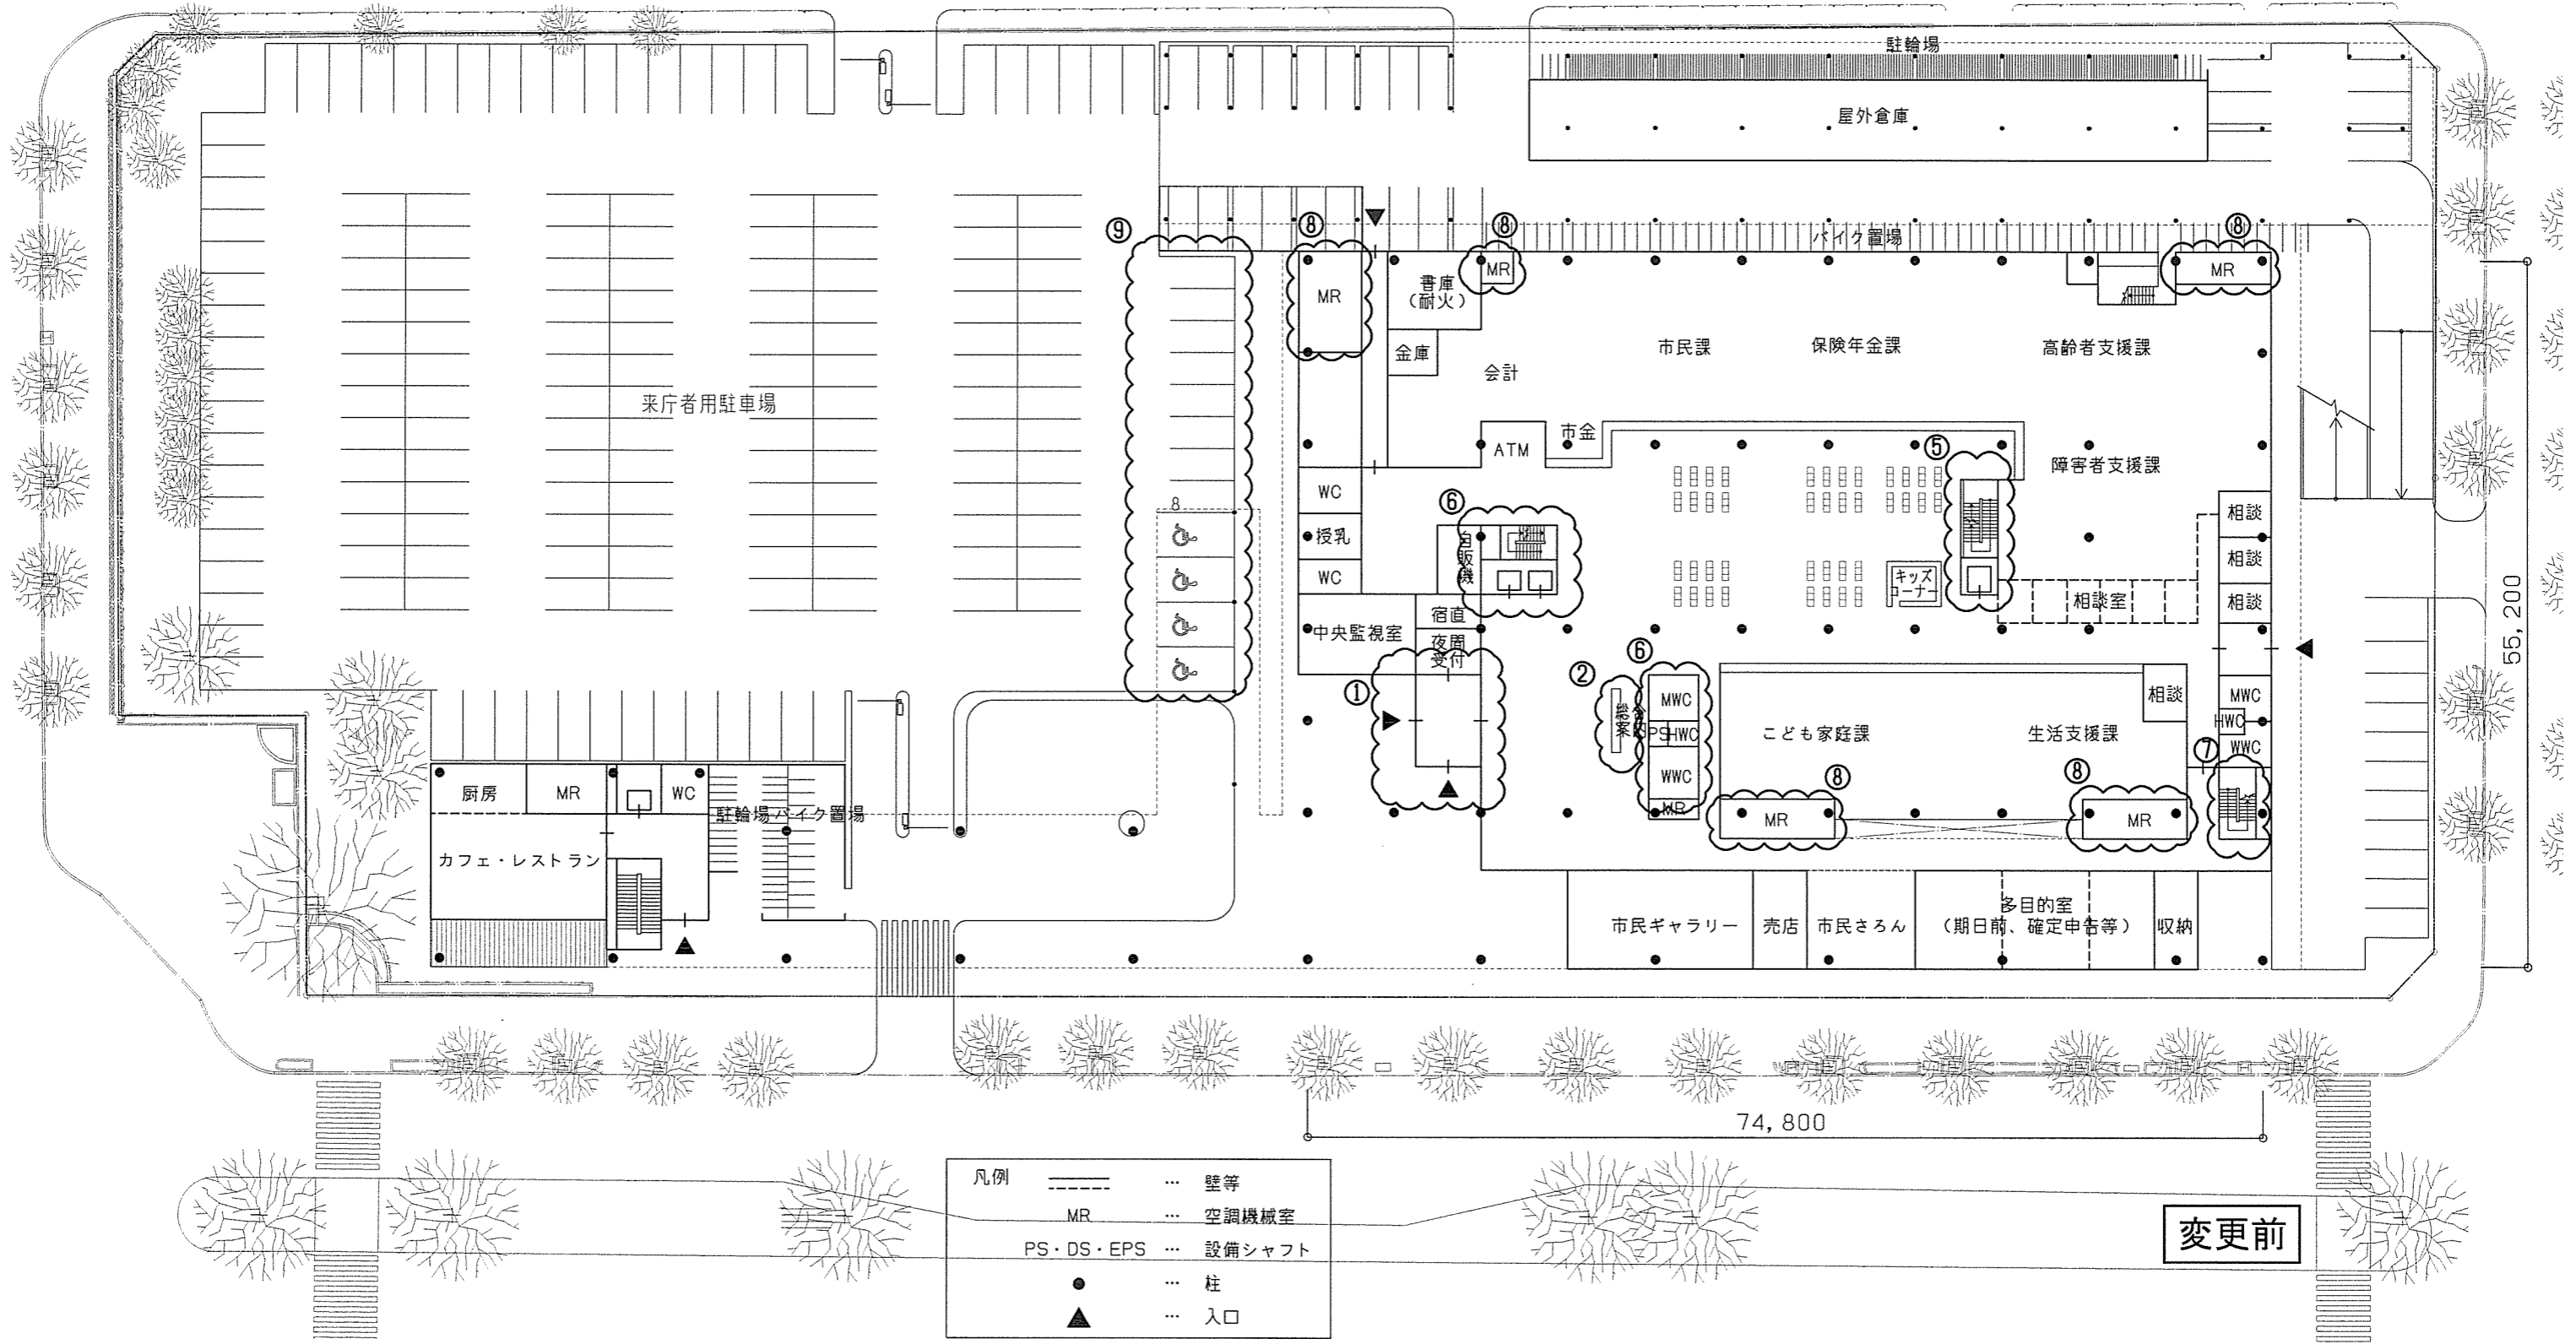 駐輪場
屋外倉庫
バイク置場
⑨
⑧
⑧
⑧
MR
書庫
(耐火)
MR
MR
金庫
会計
市民課
保険年金課
高齢者支援課
来庁者用駐車場
ATM
市金
⑤
障害者支援課
WC
授乳
WC
⑥
自販機
8
キッズ
コーナー
相談室
相談
相談
相談
55,200
中央監視室
宿直
夜間
受付
①
②
⑥
MWC
PS
HWC
WWC
MR
こども家庭課
生活支援課
相談
MWC
HWC
WWC
⑦
⑧
⑧
MR
MR
厨房
MR
WC
駐輪場
バイク置場
カフェ・レストラン
市民ギャラリー
売店
市民さろん
多目的室
(期日前、確定申告等)
収納
74,800
凡例
… 壁等
MR … 空調機械室
PS・DS・EPS … 設備シャフト
● … 柱
▲ … 入口
変更前